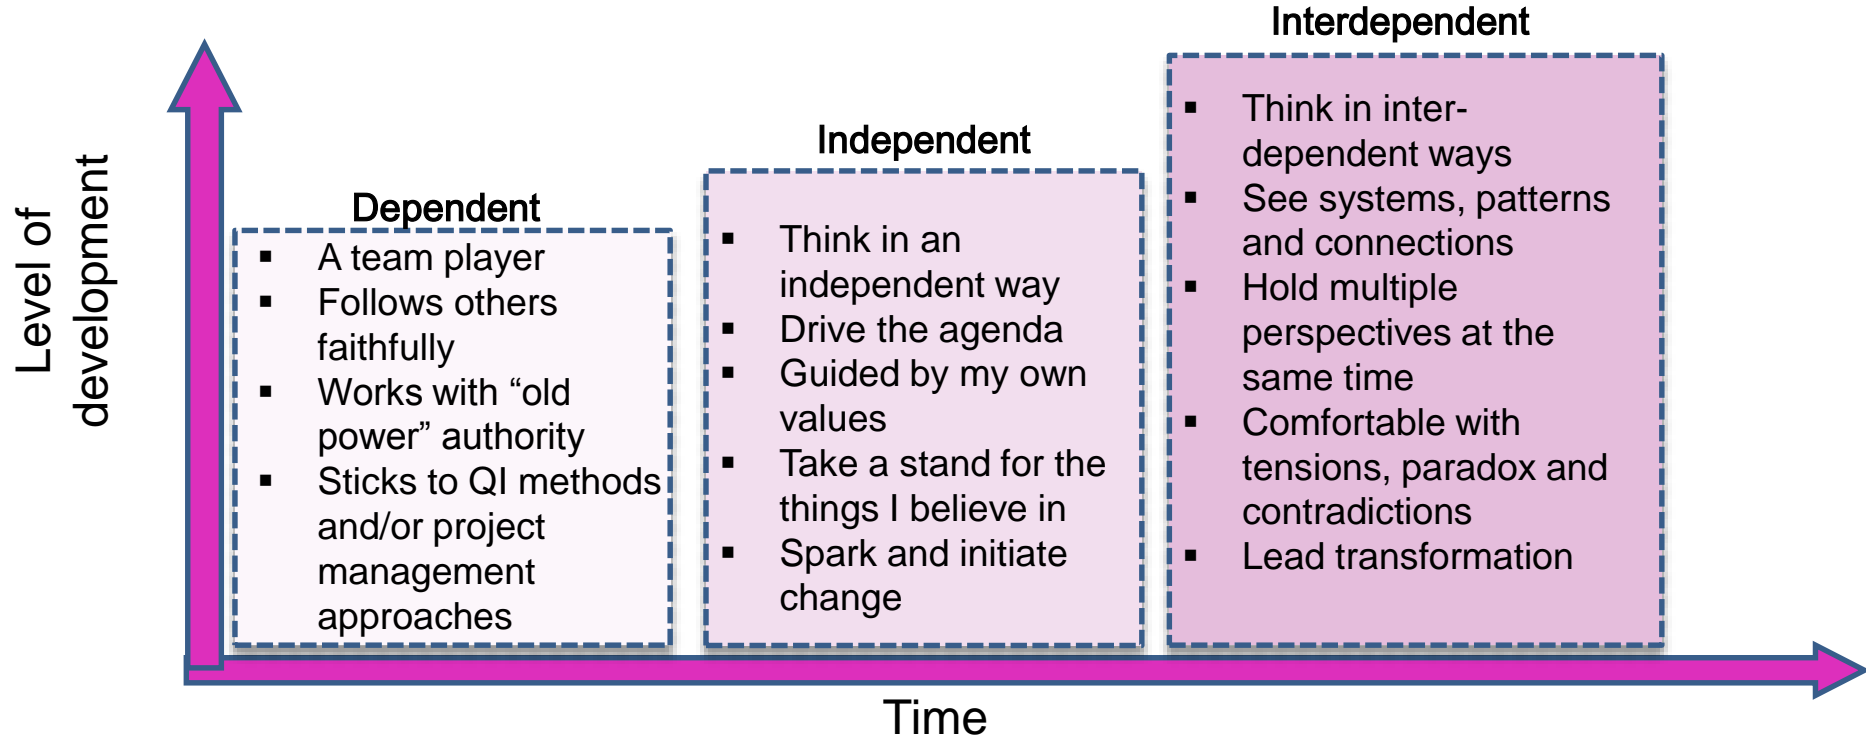 Level of
development
Dependent
▪ A team player
▪ Follows others
faithfully
▪ Works with “old
power” authority
▪ Sticks to QI methods
and/or project
management
approaches
Independent
▪ Think in an
independent way
▪ Drive the agenda
▪ Guided by my own
values
▪ Take a stand for the
things I believe in
▪ Spark and initiate
change
Interdependent
▪ Think in inter-
dependent ways
▪ See systems, patterns
and connections
▪ Hold multiple
perspectives at the
same time
▪ Comfortable with
tensions, paradox and
contradictions
▪ Lead transformation
Time